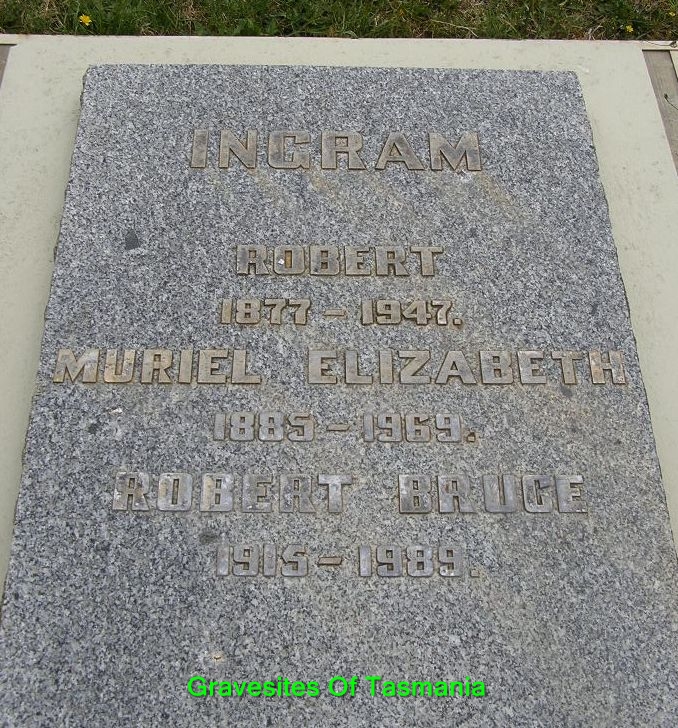 INGRAM
ROBERT
1877 - 1947.
MURIEL ELIZABETH
1885 - 1969.
ROBERT BRUCE
1915 - 1989.
Gravesites Of Tasmania